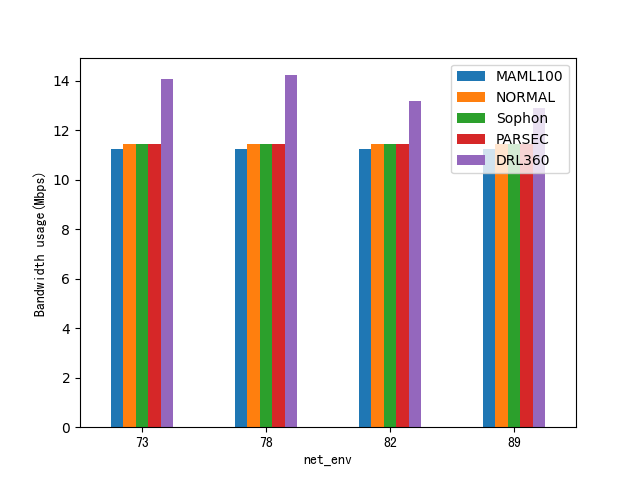 MAML100
NORMAL
Sophon
PARSEC
DRL360
Bandwidth usage(Mbps)
14
12
10
8
6
4
2
0
73 78 82 89
net_env